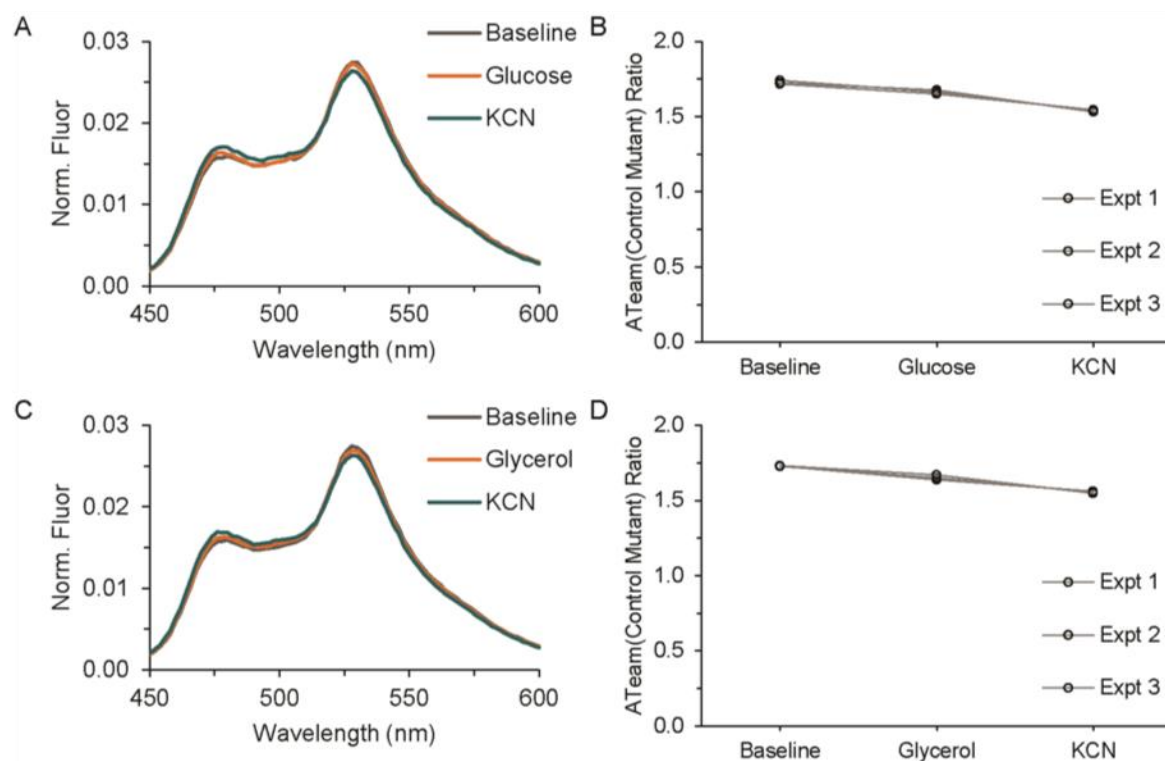 A
Norm. Fluor
0.03
0.02
0.01
0.00
450
500
550
600
Wavelength (nm)
Baseline
Glucose
KCN
B
ATeam(Control Mutant) Ratio
2.0
1.5
1.0
0.5
0.0
Baseline
Glucose
KCN
Expt 1
Expt 2
Expt 3
C
Norm. Fluor
0.03
0.02
0.01
0.00
450
500
550
600
Wavelength (nm)
Baseline
Glycerol
KCN
D
ATeam(Control Mutant) Ratio
2.0
1.5
1.0
0.5
0.0
Baseline
Glycerol
KCN
Expt 1
Expt 2
Expt 3